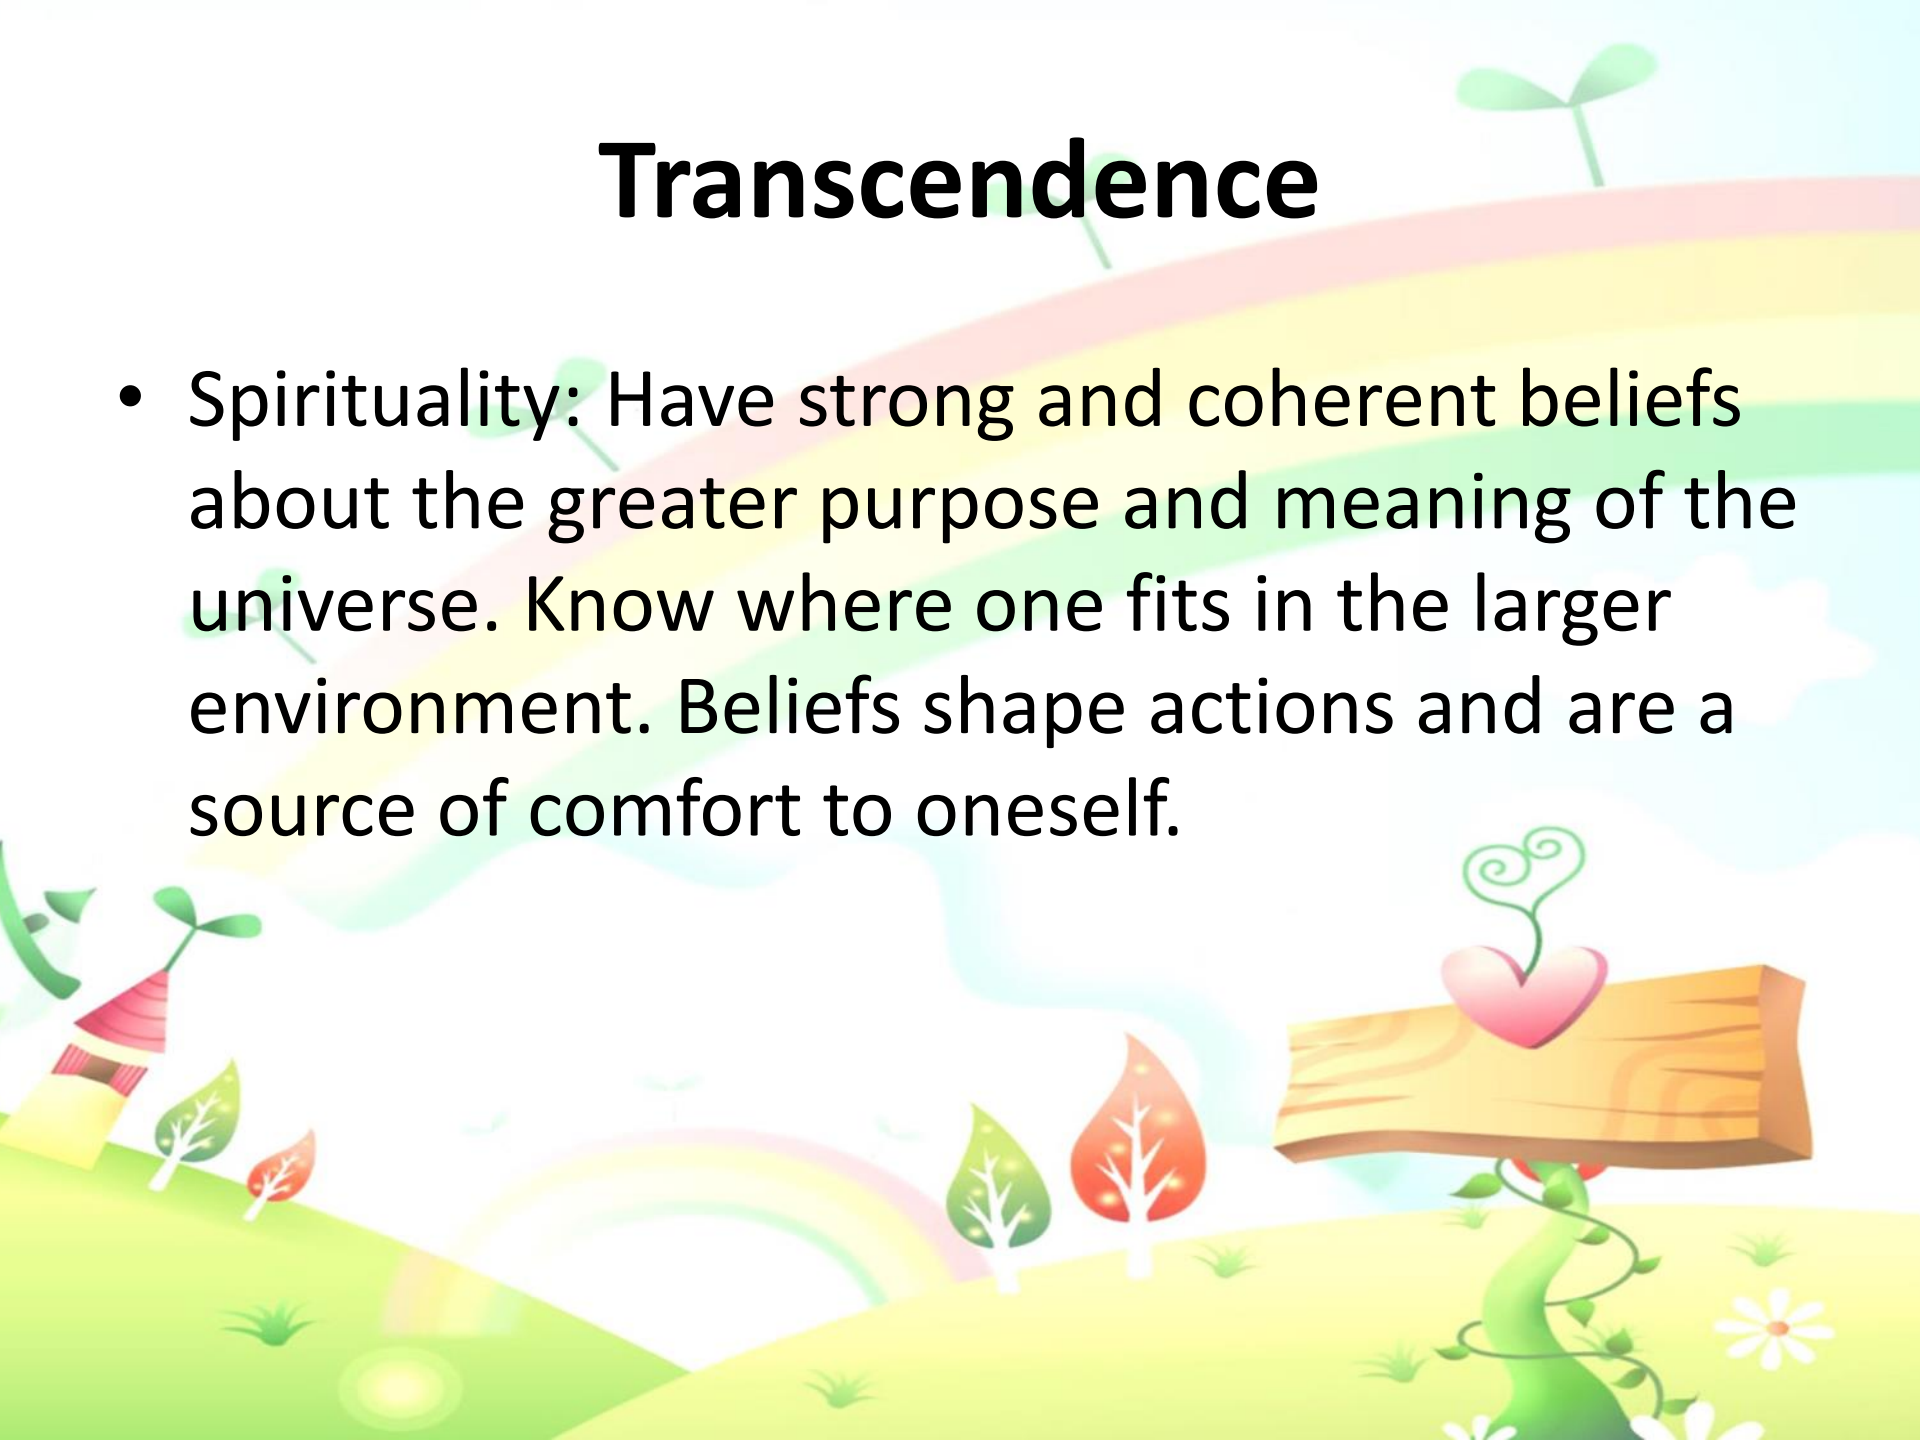 Transcendence
• Spirituality: Have strong and coherent beliefs
about the greater purpose and meaning of the
universe. Know where one fits in the larger
environment. Beliefs shape actions and are a
source of comfort to oneself.